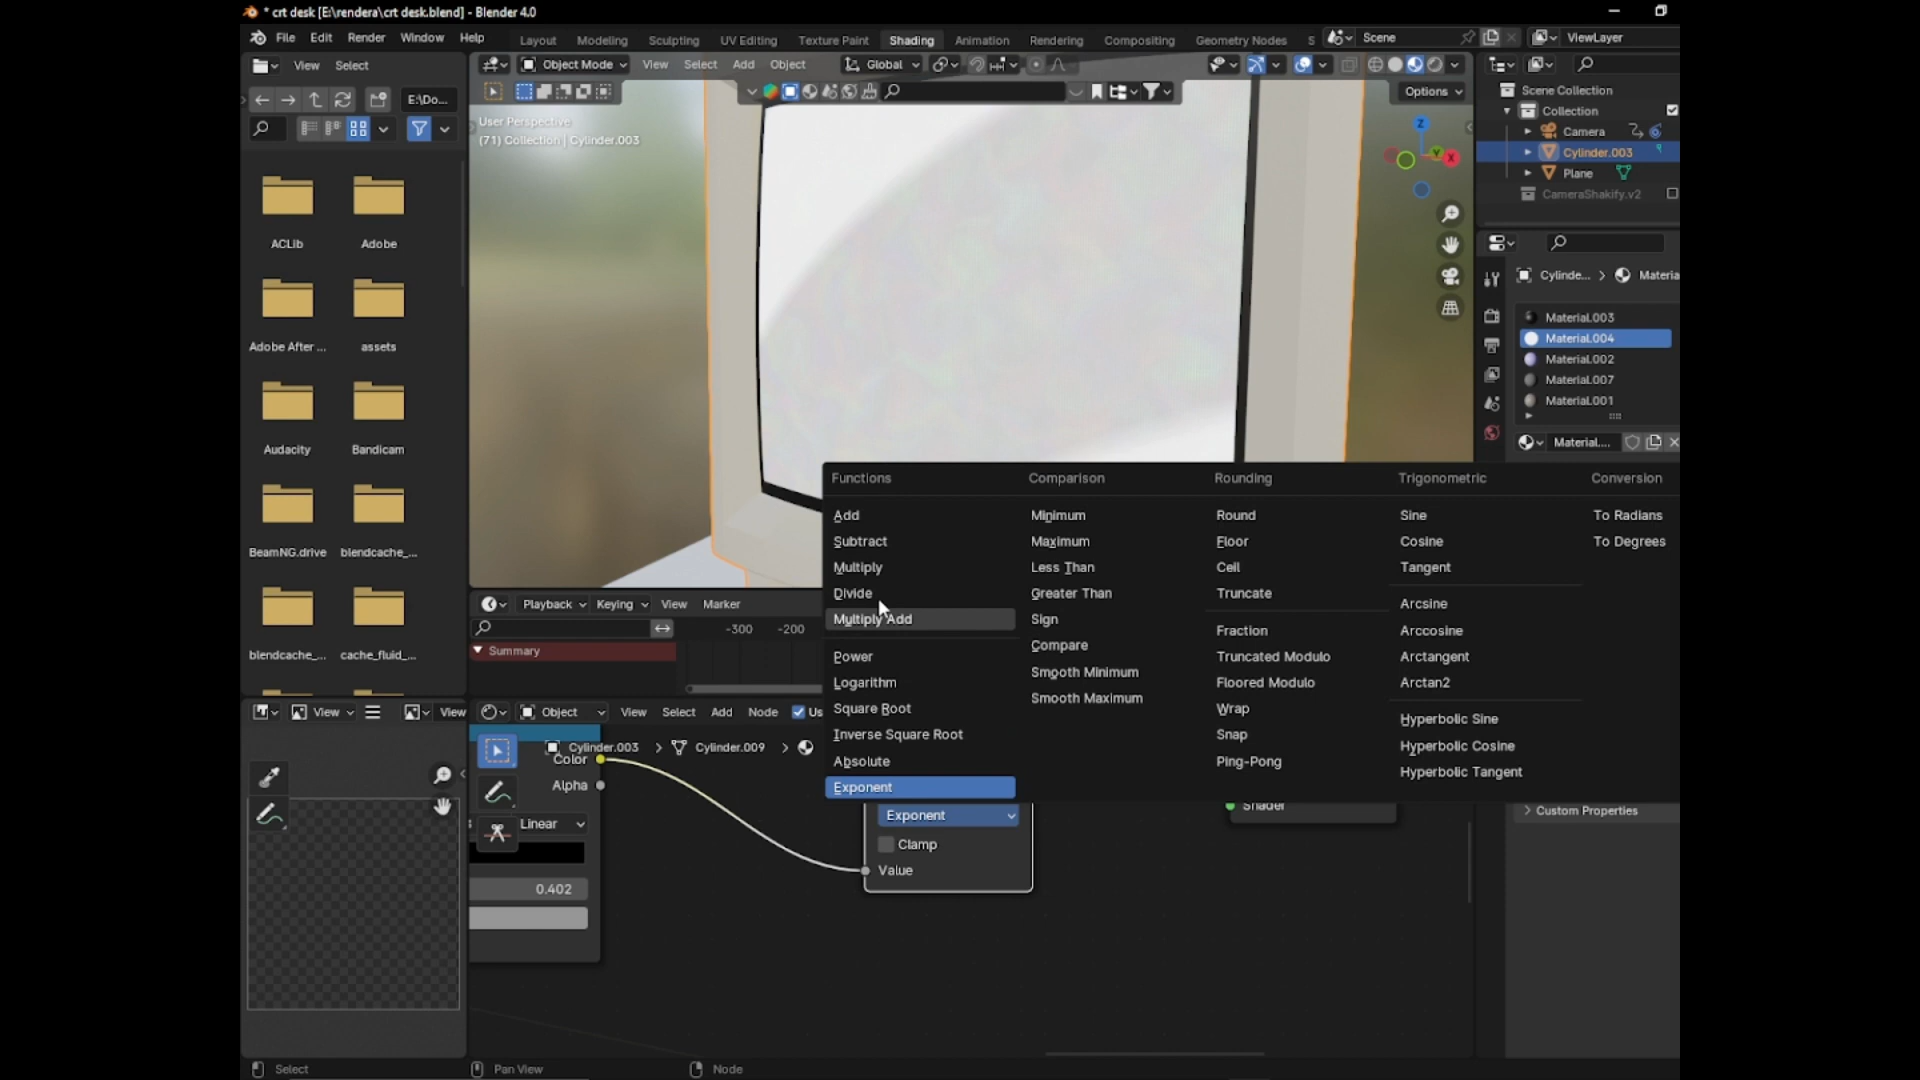 * crt desk [E:\rendera\crt desk.blend] - Blender 4.0
File Edit Render Window Help
Layout Modeling Sculpting UV Editing Texture Paint Shading Animation Rendering Compositing Geometry Nodes S
Scene
ViewLayer
View Select
Object Mode View Select Add Object
Global
E:\Do...
Options
User Perspective
(71) Collection | Cylinder.003
Z
Y
X
Scene Collection
Collection
Camera
Cylinder.003
Plane
CameraShakify.v2
ACLib
Adobe
Adobe After ...
assets
Audacity
Bandicam
BeamNG.drive
blendcache_...
blendcache_...
cache_fluid_...
Cylinde... > Materia
Material.003
Material.004
Material.002
Material.007
Material.001
Material....
Functions
Add
Subtract
Multiply
Divide
Multiply Add
Power
Logarithm
Square Root
Inverse Square Root
Absolute
Exponent
Comparison
Minimum
Maximum
Less Than
Greater Than
Sign
Compare
Smooth Minimum
Smooth Maximum
Rounding
Round
Floor
Ceil
Truncate
Fraction
Truncated Modulo
Floored Modulo
Wrap
Snap
Ping-Pong
Trigonometric
Sine
Cosine
Tangent
Arcsine
Arccosine
Arctangent
Arctan2
Hyperbolic Sine
Hyperbolic Cosine
Hyperbolic Tangent
Conversion
To Radians
To Degrees
Playback Keying View Marker
-300 -200
Summary
View
View
Object View Select Add Node Us
Cylinder.003 > Cylinder.009 >
Color
Alpha
Linear
0.402
Exponent
Clamp
Value
Shader
Custom Properties
Select
Pan View
Node